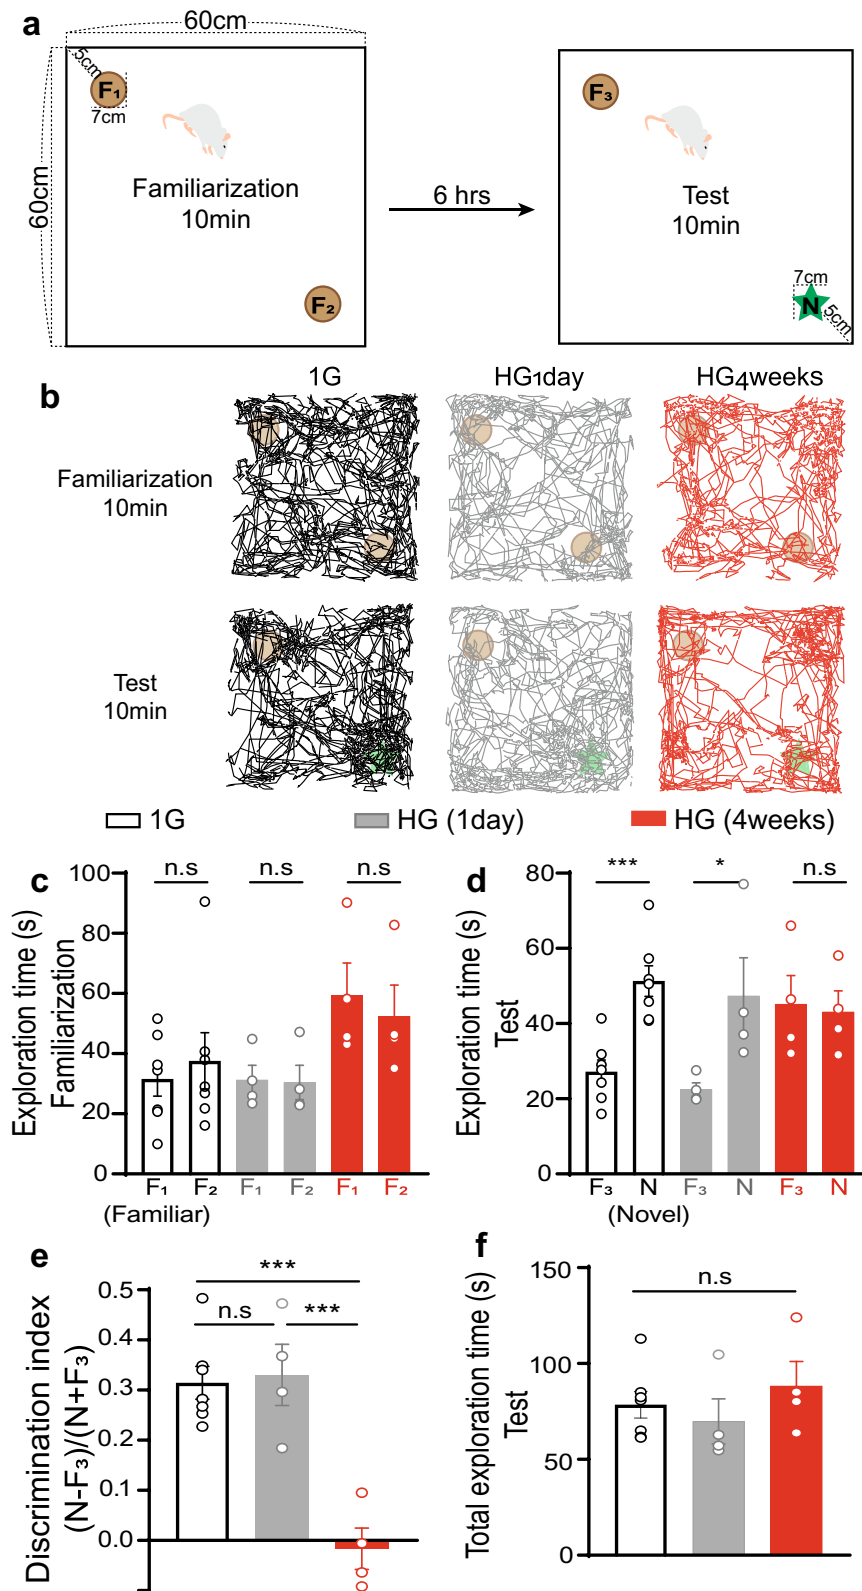 a
60cm
5cm
F₁
7cm
60cm
Familiarization
10min
F₂
6 hrs
F₃
Test
10min
7cm
N
5cm
b
1G
HG1day
HG4weeks
Familiarization
10min
Test
10min
1G
HG (1day)
HG (4weeks)
c
Exploration time (s)
Familiarization
100
80
60
40
20
0
n.s
n.s
n.s
F₁
F₂
F₁
F₂
F₁
F₂
(Familiar)
d
Exploration time (s)
Test
80
60
40
20
0
***
*
n.s
F₃
N
F₃
N
F₃
N
(Novel)
e
Discrimination index
(N-F₃)/(N+F₃)
0.5
0.4
0.3
0.2
0.1
0.0
***
n.s
***
f
Total exploration time (s)
Test
150
100
50
0
n.s